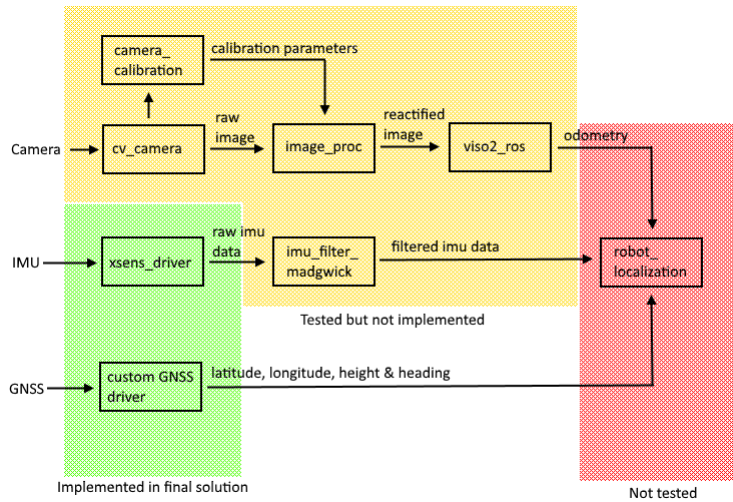 camera_
calibration
calibration parameters
raw
image
reactified
image
odometry
Camera
cv_camera
image_proc
viso2_ros
raw imu
data
filtered imu data
IMU
xsens_driver
imu_filter_
madgwick
robot_
localization
Tested but not implemented
latitude, longitude, height & heading
GNSS
custom GNSS
driver
Implemented in final solution
Not tested